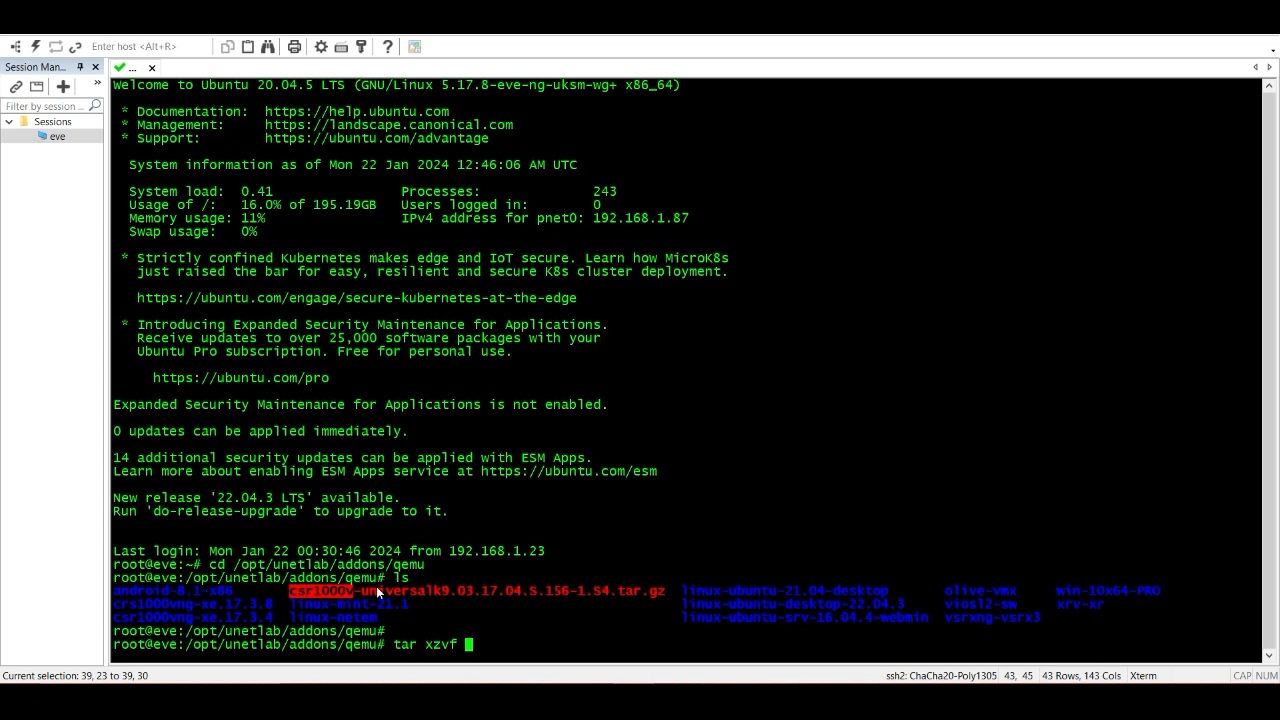 Enter host <Alt+R>
Session Man...
...
Filter by session ...
Sessions
eve
Welcome to Ubuntu 20.04.5 LTS (GNU/Linux 5.17.8-eve-ng-uksm-wg+ x86_64)
* Documentation: https://help.ubuntu.com
* Management: https://landscape.canonical.com
* Support: https://ubuntu.com/advantage
System information as of Mon 22 Jan 2024 12:46:06 AM UTC
System load: 0.41 Processes: 243
Usage of /: 16.0% of 195.19GB Users logged in: 0
Memory usage: 11% IPv4 address for pnet0: 192.168.1.87
Swap usage: 0%
* Strictly confined Kubernetes makes edge and IoT secure. Learn how MicroK8s
just raised the bar for easy, resilient and secure K8s cluster deployment.
https://ubuntu.com/engage/secure-kubernetes-at-the-edge
* Introducing Expanded Security Maintenance for Applications.
Receive updates to over 25,000 software packages with your
Ubuntu Pro subscription. Free for personal use.
https://ubuntu.com/pro
Expanded Security Maintenance for Applications is not enabled.
0 updates can be applied immediately.
14 additional security updates can be applied with ESM Apps.
Learn more about enabling ESM Apps service at https://ubuntu.com/esm
New release '22.04.3 LTS' available.
Run 'do-release-upgrade' to upgrade to it.
Last login: Mon Jan 22 00:30:46 2024 from 192.168.1.23
root@eve:~# cd /opt/unetlab/addons/qemu
root@eve:/opt/unetlab/addons/qemu# ls
android-8.1-x86 csr1000v-universalk9.03.17.04.S.156-1.S4.tar.gz linux-ubuntu-21.04-desktop olive-vmx win-10x64-PRO
crs1000vng-xe.17.3.8 linux-mint-21.1 linux-ubuntu-desktop-22.04.3 vios12-sw xrv-xr
csr1000vng-xe.17.3.4 linux-netem linux-ubuntu-srv-16.04.4-webmin vsrxng-vsrx3
root@eve:/opt/unetlab/addons/qemu#
root@eve:/opt/unetlab/addons/qemu# tar xzvf
Current selection: 39, 23 to 39, 30 ssh2: ChaCha20-Poly1305 43, 45 43 Rows, 143 Cols Xterm CAP NUM